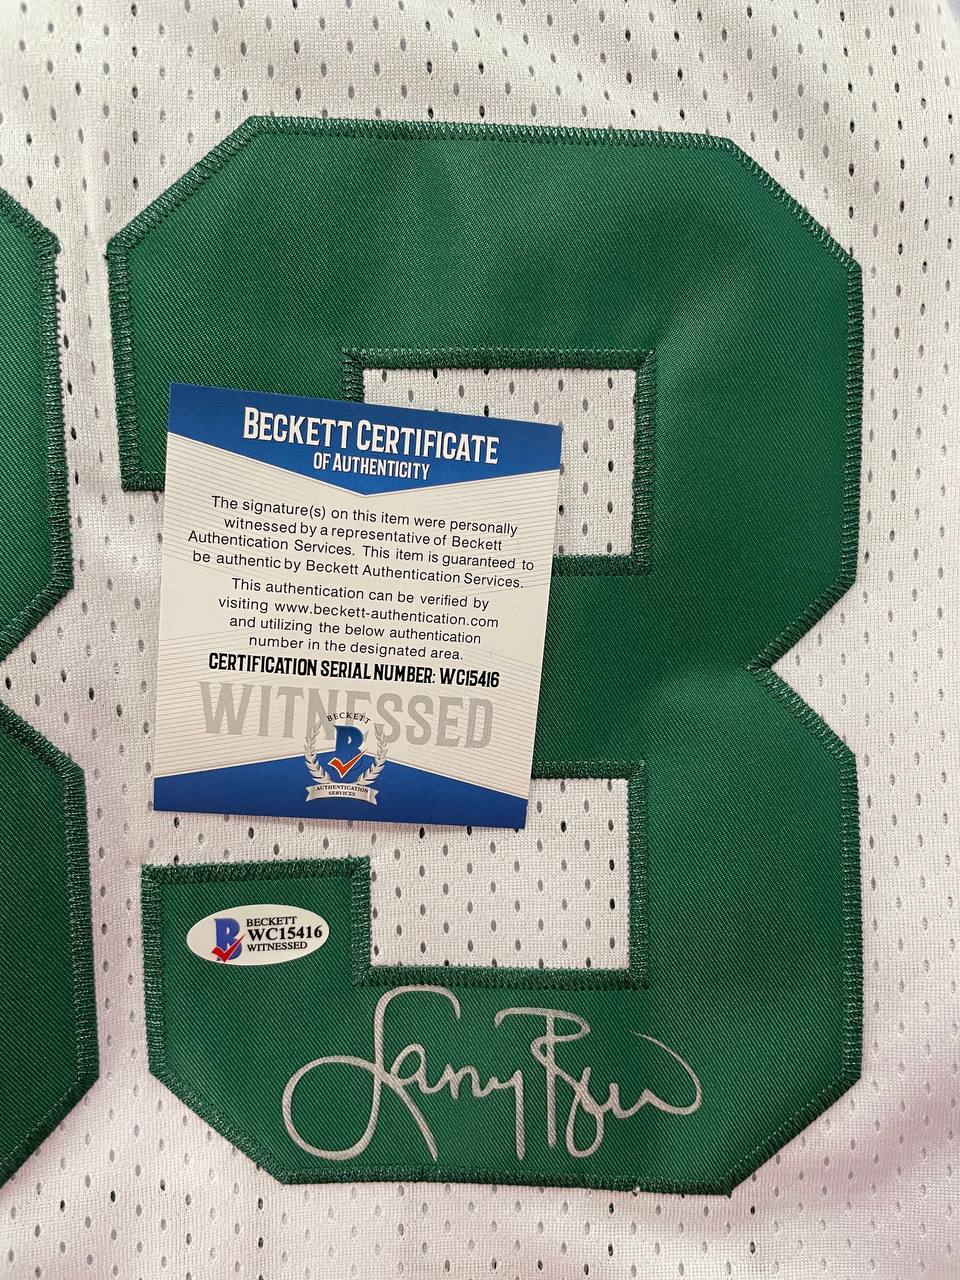 BECKETT CERTIFICATE
OF AUTHENTICITY
The signature(s) on this item were personally
witnessed by a representative of Beckett
Authentication Services. This item is guaranteed to
be authentic by Beckett Authentication Services.
This authentication can be verified by
visiting www.beckett-authentication.com
and utilizing the below authentication
number in the designated area.
CERTIFICATION SERIAL NUMBER: WC15416
WITNESSED
BECKETT
B
AUTHENTICATION
SERVICES
B
BECKETT
WC15416
WITNESSED
3
Larry Bird